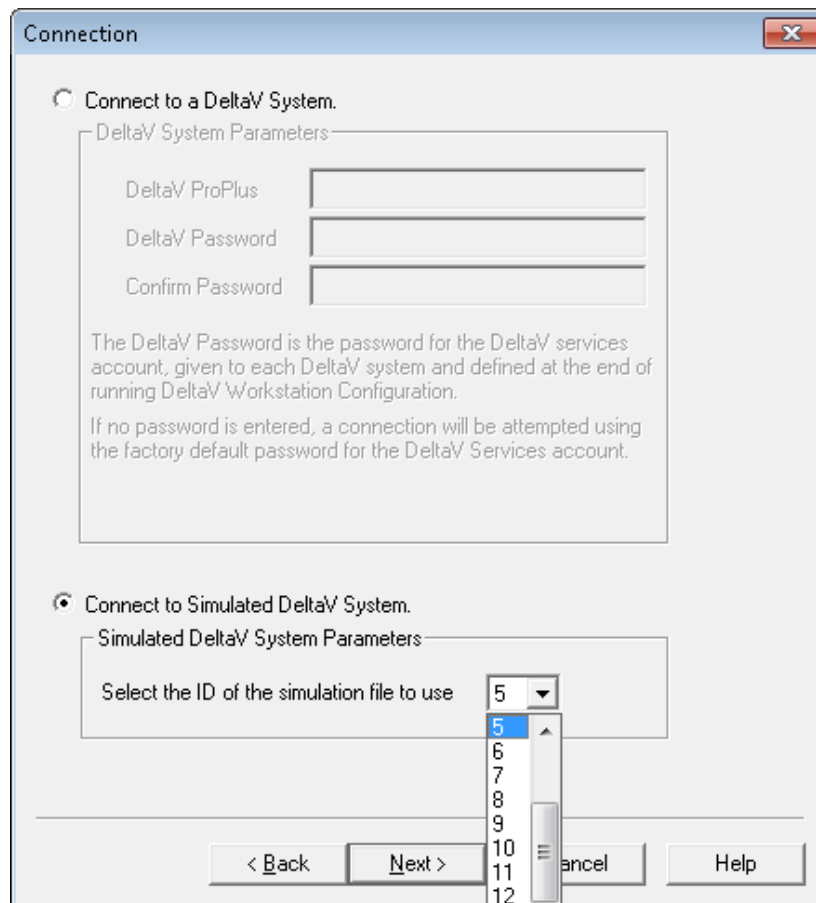 Connection
Connect to a DeltaV System.
DeltaV System Parameters
DeltaV ProPlus
DeltaV Password
Confirm Password
The DeltaV Password is the password for the DeltaV services
account, given to each DeltaV system and defined at the end of
running DeltaV Workstation Configuration.
If no password is entered, a connection will be attempted using
the factory default password for the DeltaV Services account.
Connect to Simulated DeltaV System.
Simulated DeltaV System Parameters
Select the ID of the simulation file to use 5
5
6
7
8
9
10
11
12
< Back Next > ancel Help